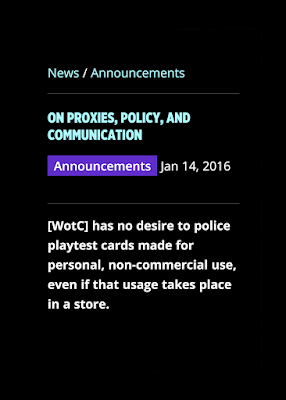 News / Announcements
ON PROXIES, POLICY, AND
COMMUNICATION
Announcements Jan 14, 2016
[WotC] has no desire to police
playtest cards made for
personal, non-commercial use,
even if that usage takes place
in a store.